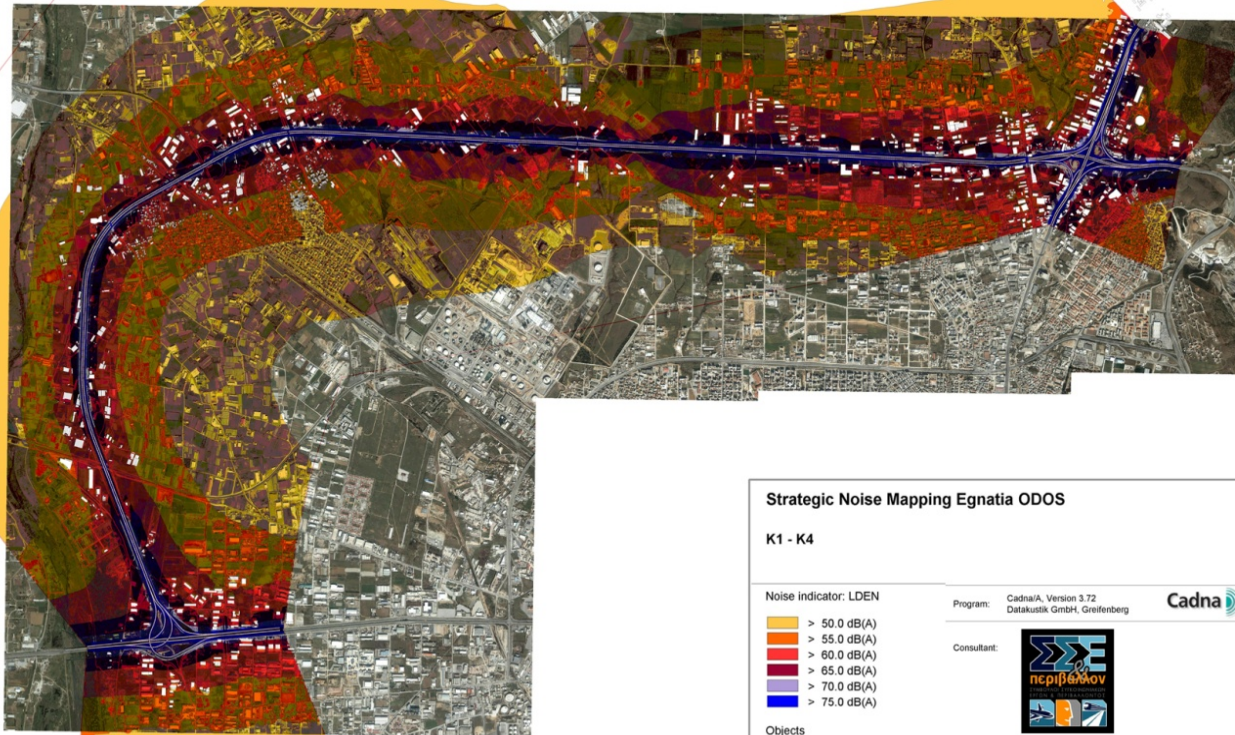 Strategic Noise Mapping Egnatia ODOS
K1 - K4
Noise indicator: LDEN
> 50.0 dB(A)
> 55.0 dB(A)
> 60.0 dB(A)
> 65.0 dB(A)
> 70.0 dB(A)
> 75.0 dB(A)
Objects
Program: Cadna/A, Version 3.72
Datakustik GmbH, Greifenberg
Cadna
Consultant:
ΣΣΕ
&
περιβάλλον